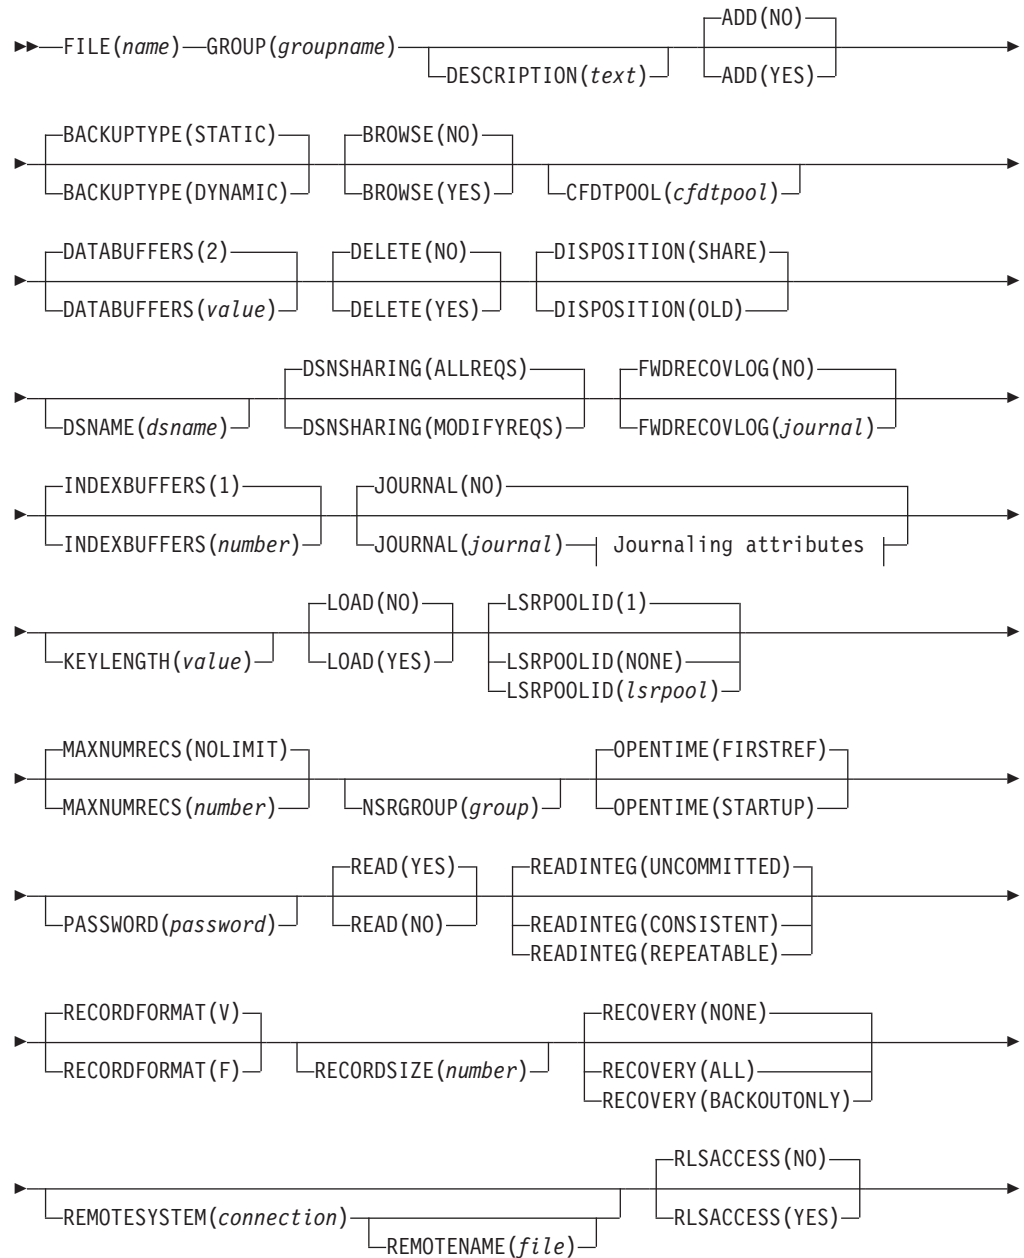 ADD(NO)
FILE(name) GROUP(groupname)
DESCRIPTION(text) ADD(YES)
BACKUPTYPE(STATIC) BROWSE(NO)
BACKUPTYPE(DYNAMIC) BROWSE(YES) CFDTPOOL(cfdtpool)
DATABUFFERS(2) DELETE(NO) DISPOSITION(SHARE)
DATABUFFERS(value) DELETE(YES) DISPOSITION(OLD)
DSNSHARING(ALLREQS) FWDRECOVLOG(NO)
DSNAME(dsname) DSNSHARING(MODIFYREQS) FWDRECOVLOG(journal)
INDEXBUFFERS(1) JOURNAL(NO)
INDEXBUFFERS(number) JOURNAL(journal) Journaling attributes
LOAD(NO) LSRPOOLID(1)
KEYLENGTH(value) LOAD(YES) LSRPOOLID(NONE)
LSRPOOLID(lsrpool)
MAXNUMRECS(NOLIMIT) OPENTIME(FIRSTREF)
MAXNUMRECS(number) NSRGROUP(group) OPENTIME(STARTUP)
READ(YES) READINTEG(UNCOMMITTED)
PASSWORD(password) READ(NO) READINTEG(CONSISTENT)
READINTEG(REPEATABLE)
RECORDFORMAT(V) RECOVERY(NONE)
RECORDFORMAT(F) RECORDSIZE(number) RECOVERY(ALL)
RECOVERY(BACKOUTONLY)
RLSACCESS(NO)
REMOTESYSTEM(connection) RLSACCESS(YES)
REMOTENAME(file)